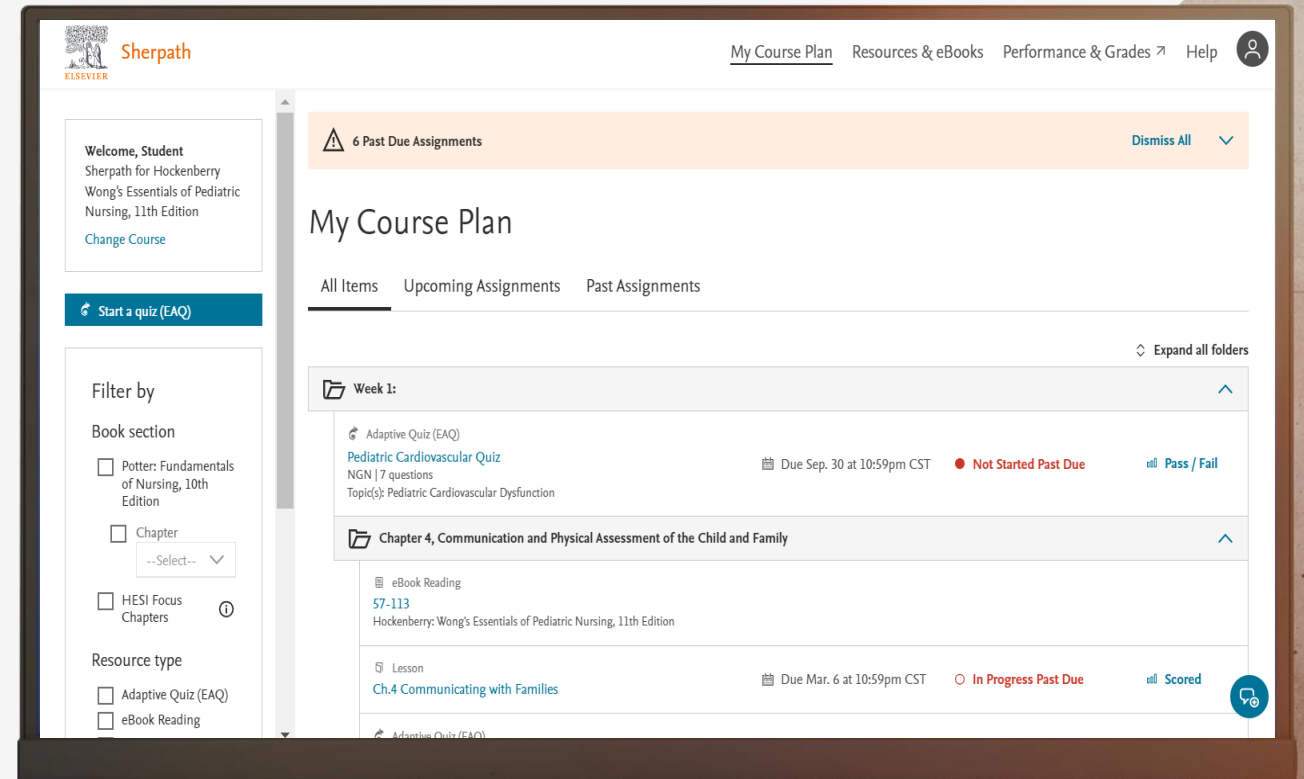 ELSEVIER
Sherpath
My Course Plan
Resources & eBooks
Performance & Grades
Help
Welcome, Student
Sherpath for Hockenberry
Wong's Essentials of Pediatric
Nursing, 11th Edition
Change Course
Start a quiz (EAQ)
Filter by
Book section
Potter: Fundamentals
of Nursing, 10th
Edition
Chapter
--Select--
HESI Focus
Chapters
Resource type
Adaptive Quiz (EAQ)
eBook Reading
6 Past Due Assignments
Dismiss All
My Course Plan
All Items
Upcoming Assignments
Past Assignments
Expand all folders
Week 1:
Adaptive Quiz (EAQ)
Pediatric Cardiovascular Quiz
NGN | 7 questions
Topic(s): Pediatric Cardiovascular Dysfunction
Due Sep. 30 at 10:59pm CST
Not Started Past Due
Pass / Fail
Chapter 4, Communication and Physical Assessment of the Child and Family
eBook Reading
57-113
Hockenberry: Wong's Essentials of Pediatric Nursing, 11th Edition
Lesson
Ch.4 Communicating with Families
Due Mar. 6 at 10:59pm CST
In Progress Past Due
Scored
Adaptive Quiz (EAQ)